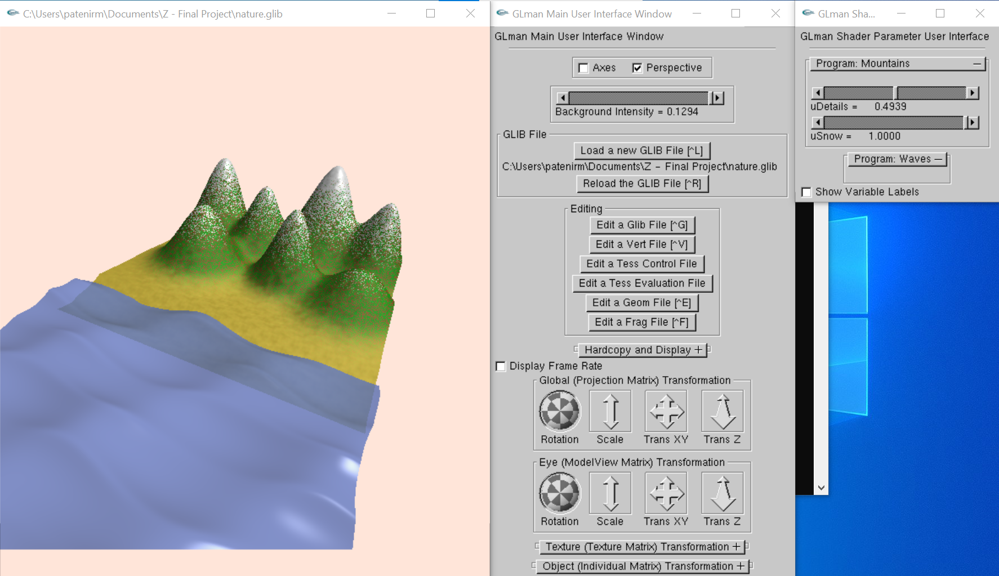 C:\Users\patenirm\Documents\Z - Final Project\nature.glib
GLman Main User Interface Window
GLman Sha...
GLman Main User Interface Window
Axes
Perspective
Background Intensity = 0.1294
GLIB File
Load a new GLIB File [^L]
C:\Users\patenirm\Documents\Z - Final Project\nature.glib
Reload the GLIB File [^R]
Editing
Edit a Glib File [^G]
Edit a Vert File [^V]
Edit a Tess Control File
Edit a Tess Evaluation File
Edit a Geom File [^E]
Edit a Frag File [^F]
Hardcopy and Display +
Display Frame Rate
Global (Projection Matrix) Transformation
Rotation Scale Trans XY Trans Z
Eye (ModelView Matrix) Transformation
Rotation Scale Trans XY Trans Z
Texture (Texture Matrix) Transformation +
Object (Individual Matrix) Transformation +
GLman Shader Parameter User Interface
Program: Mountains
uDetails = 0.4939
uSnow = 1.0000
Program: Waves
Show Variable Labels